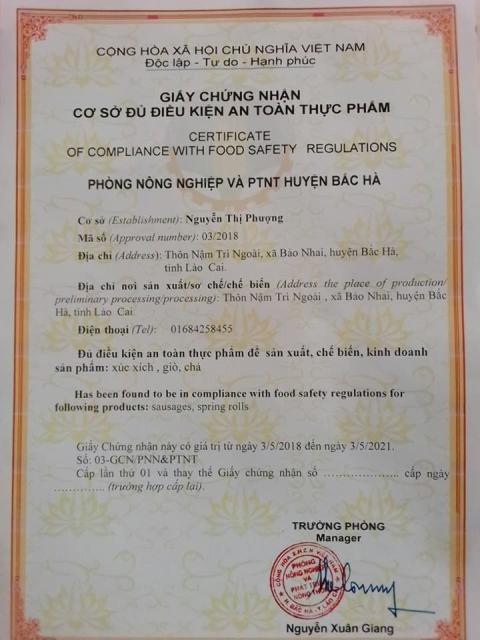 CỘNG HÒA XÃ HỘI CHỦ NGHĨA VIỆT NAM
Độc lập - Tự do - Hạnh phúc
GIẤY CHỨNG NHẬN
CƠ SỞ ĐỦ ĐIỀU KIỆN AN TOÀN THỰC PHẨM
CERTIFICATE
OF COMPLIANCE WITH FOOD SAFETY REGULATIONS
PHÒNG NÔNG NGHIỆP VÀ PTNT HUYỆN BẮC HÀ
Cơ sở (Establishment): Nguyễn Thị Phượng
Mã số (Approval number): 03/2018
Địa chỉ (Address): Thôn Nậm Trì Ngoài, xã Bảo Nhai, huyện Bắc Hà,
tỉnh Lào Cai.
Địa chỉ nơi sản xuất/sơ chế/chế biến (Address the place of production/
preliminary processing/processing): Thôn Nậm Trì Ngoài , xã Bảo Nhai, huyện Bắc
Hà, tỉnh Lào Cai.
Điện thoại (Tel): 01684258455
Đủ điều kiện an toàn thực phẩm để sản xuất, chế biến, kinh doanh
sản phẩm: xúc xích , giò, chả
Has been found to be in compliance with food safety regulations for
following products: sausages, spring rolls
Giấy Chứng nhận này có giá trị từ ngày 3/5/2018 đến ngày 3/5/2021.
Số: 03-GCN/PNN&PTNT
Cấp lần thứ 01 và thay thế Giấy chứng nhận số ..................... cấp ngày
.............. (trường hợp cấp lại).
TRƯỞNG PHÒNG
Manager
PHÒNG
NÔNG NGHIỆP
VÀ
PHÁT TRIỂN
NÔNG THÔN
Nguyễn Xuân Giang